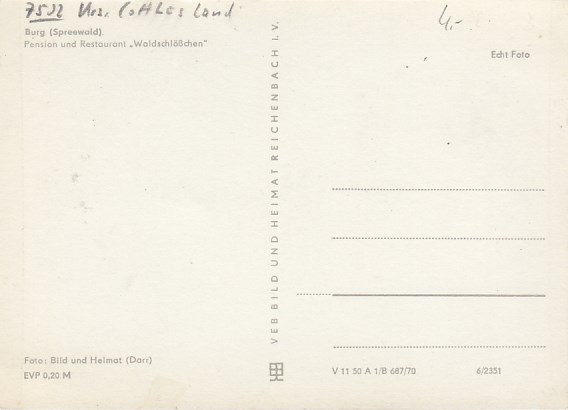 7502 Krs. Cottbus Land
4,-
Burg (Spreewald)
Pension und Restaurant „Waldschlößchen“
Echt Foto
VEB BILD UND HEIMAT REICHENBACH I. V.
Foto: Bild und Heimat (Darr)
EVP 0,20 M
V 11 50 A 1/B 687/70 6/2351